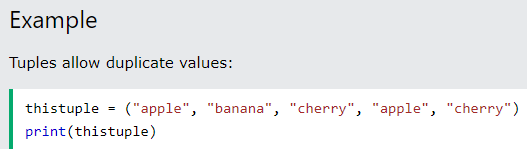 Example
Tuples allow duplicate values:
thistuple = ("apple", "banana", "cherry", "apple", "cherry")
print(thistuple)